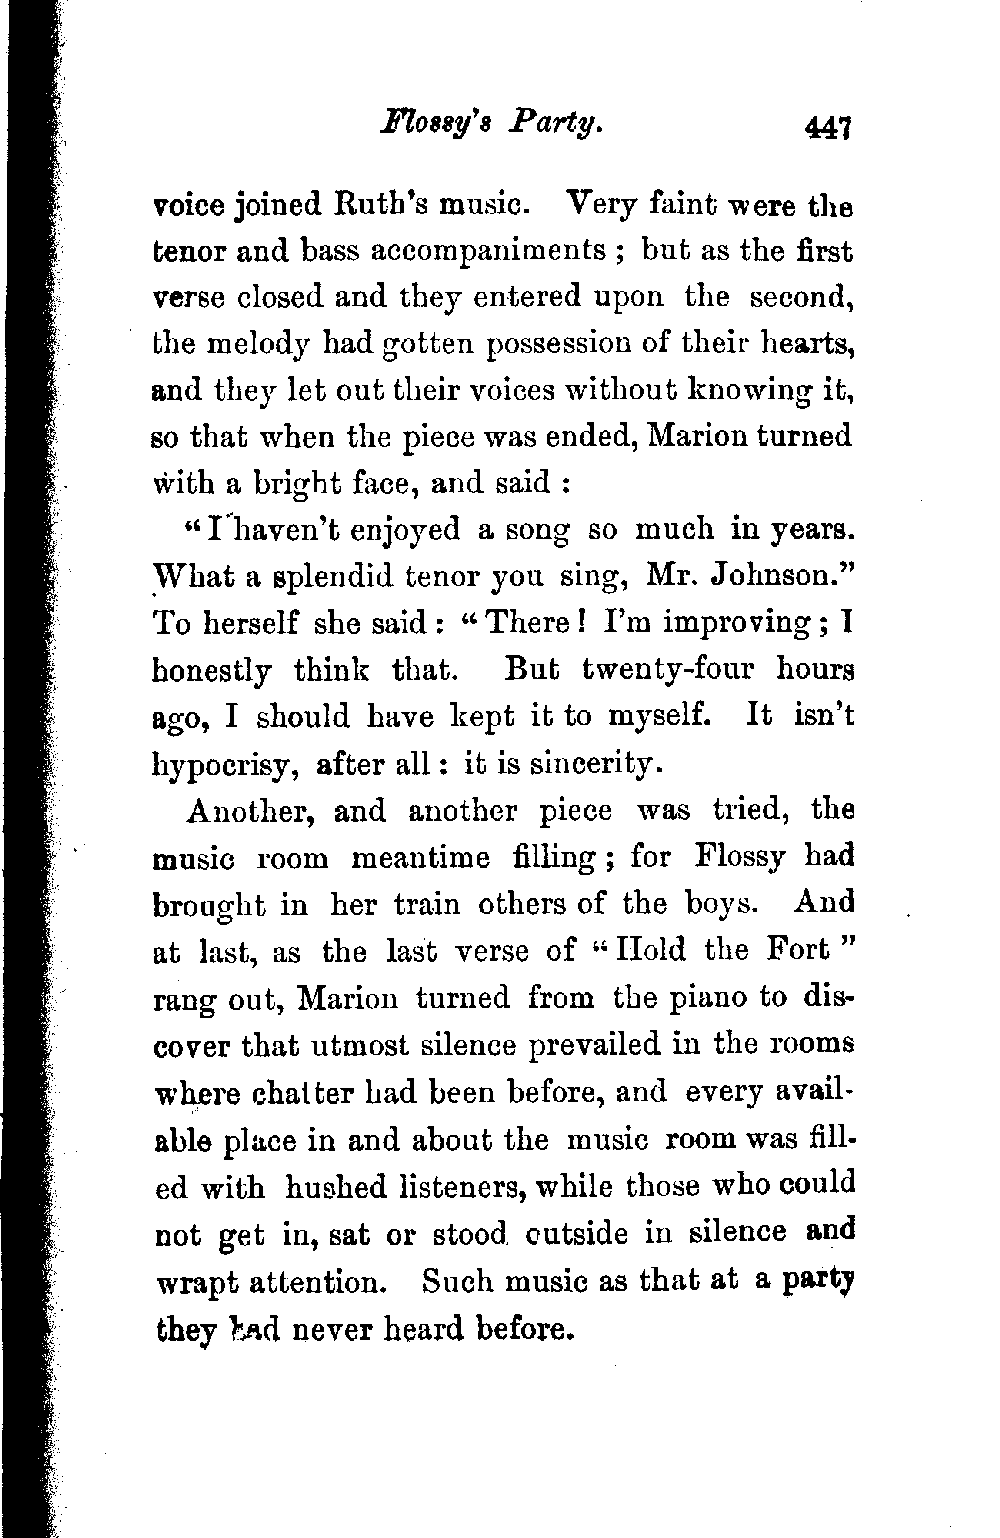 Flossy's Party. 447
voice joined Ruth's music. Very faint were the
tenor and bass accompaniments ; but as the first
verse closed and they entered upon the second,
the melody had gotten possession of their hearts,
and they let out their voices without knowing it,
so that when the piece was ended, Marion turned
with a bright face, and said :
" I haven't enjoyed a song so much in years.
What a splendid tenor you sing, Mr. Johnson."
To herself she said : " There ! I'm improving ; I
honestly think that. But twenty-four hours
ago, I should have kept it to myself. It isn't
hypocrisy, after all : it is sincerity.
Another, and another piece was tried, the
music room meantime filling ; for Flossy had
brought in her train others of the boys. And
at last, as the last verse of " Hold the Fort "
rang out, Marion turned from the piano to dis-
cover that utmost silence prevailed in the rooms
where chatter had been before, and every avail-
able place in and about the music room was fill-
ed with hushed listeners, while those who could
not get in, sat or stood outside in silence and
wrapt attention. Such music as that at a party
they had never heard before.